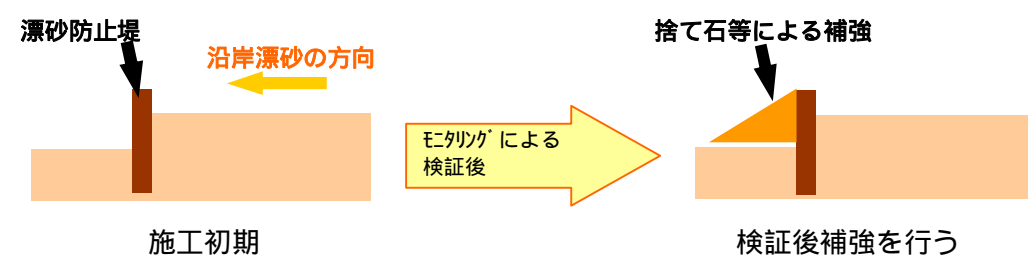 漂砂防止堤
沿岸漂砂の方向
施工初期
ﾓﾆﾀﾘﾝｸﾞによる
検証後
捨て石等による補強
検証後補強を行う